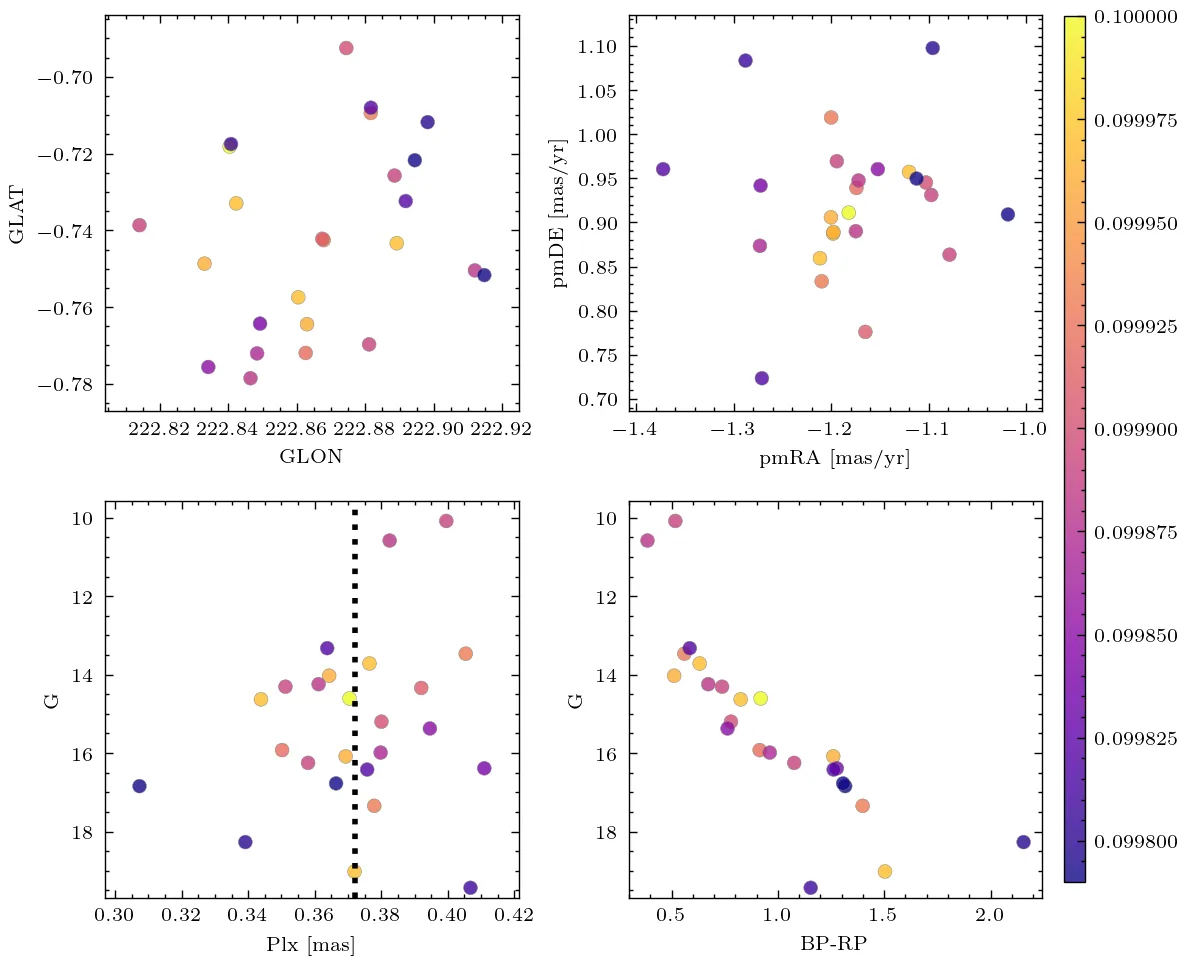 −0.70
−0.72
−0.74
−0.76
−0.78
GLAT
222.82 222.84 222.86 222.88 222.90 222.92
GLON
1.10
1.05
1.00
0.95
0.90
0.85
0.80
0.75
0.70
pmDE [mas/yr]
−1.4 −1.3 −1.2 −1.1 −1.0
pmRA [mas/yr]
10
12
14
16
18
G
0.30 0.32 0.34 0.36 0.38 0.40 0.42
Plx [mas]
10
12
14
16
18
G
0.5 1.0 1.5 2.0
BP-RP
0.100000
0.099975
0.099950
0.099925
0.099900
0.099875
0.099850
0.099825
0.099800